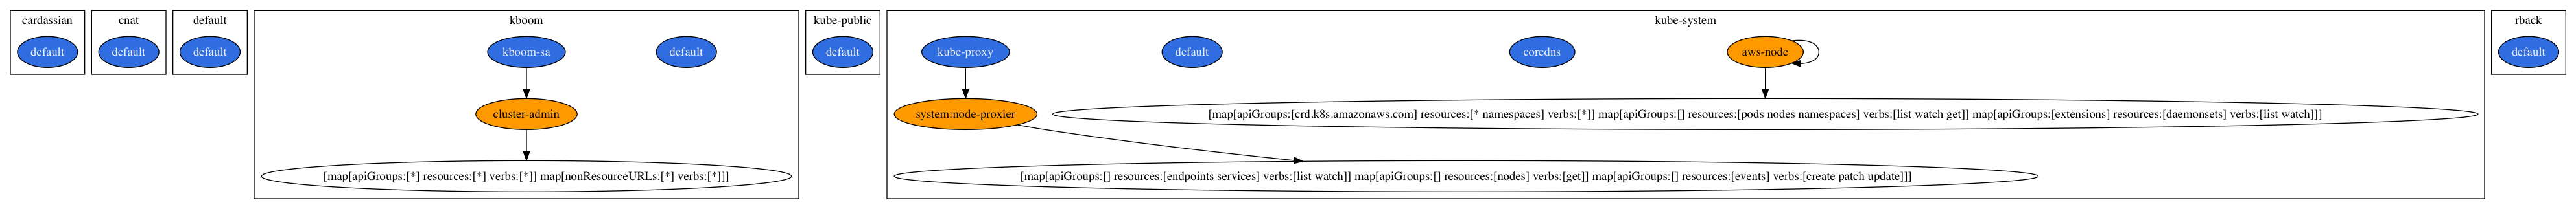 cardassian
cnat
default
kboom
kube-public
kube-system
rback
default
default
default
kboom-sa
default
default
kube-proxy
default
coredns
aws-node
default
cluster-admin
system:node-proxier
[map[apiGroups:[crd.k8s.amazonaws.com] resources:[* namespaces] verbs:[*]] map[apiGroups:[] resources:[pods nodes namespaces] verbs:[list watch get]] map[apiGroups:[extensions] resources:[daemonsets] verbs:[list watch]]]
[map[apiGroups:[*] resources:[*] verbs:[*]] map[nonResourceURLs:[*] verbs:[*]]]
[map[apiGroups:[] resources:[endpoints services] verbs:[list watch]] map[apiGroups:[] resources:[nodes] verbs:[get]] map[apiGroups:[] resources:[events] verbs:[create patch update]]]